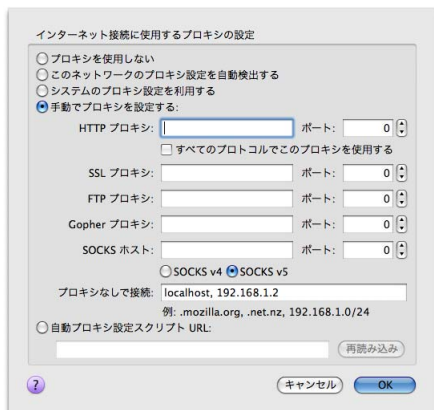 インターネット接続に使用するプロキシの設定
プロキシを使用しない
このネットワークのプロキシ設定を自動検出する
システムのプロキシ設定を利用する
手動でプロキシを設定する:
HTTP プロキシ: ポート: 0
すべてのプロトコルでこのプロキシを使用する
SSL プロキシ: ポート: 0
FTP プロキシ: ポート: 0
Gopher プロキシ: ポート: 0
SOCKS ホスト: ポート: 0
SOCKS v4 SOCKS v5
プロキシなしで接続: localhost, 192.168.1.2
例: .mozilla.org, .net.nz, 192.168.1.0/24
自動プロキシ設定スクリプト URL:
再読み込み
? キャンセル OK